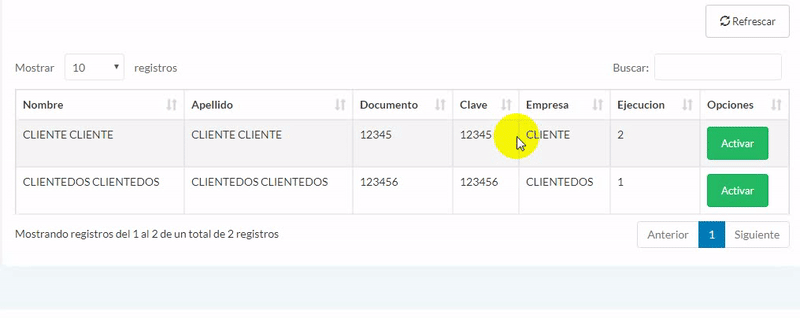 Refrescar
Mostrar 10 registros Buscar:
Nombre Apellido Documento Clave Empresa Ejecucion Opciones
CLIENTE CLIENTE CLIENTE CLIENTE 12345 12345 CLIENTE 2 Activar
CLIENTEDOS CLIENTEDOS CLIENTEDOS CLIENTEDOS 123456 123456 CLIENTEDOS 1 Activar
Mostrando registros del 1 al 2 de un total de 2 registros Anterior 1 Siguiente